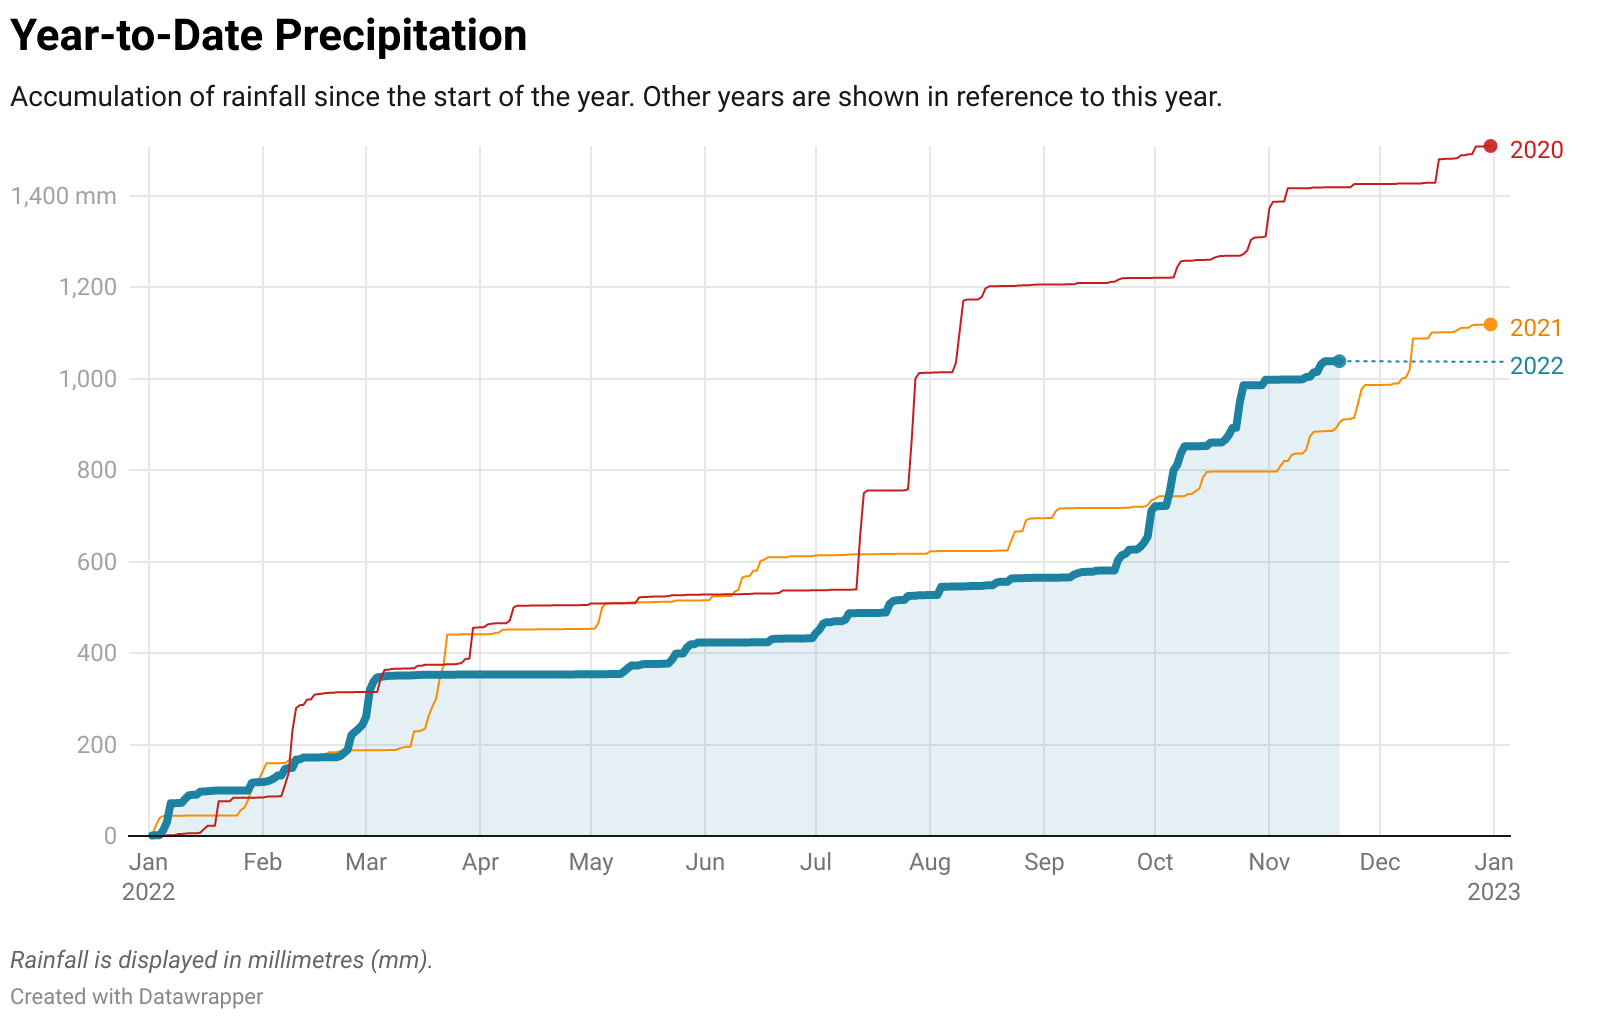 Year-to-Date Precipitation
Accumulation of rainfall since the start of the year. Other years are shown in reference to this year.
2020
1,400 mm
1,200
2021
2022
1,000
800
600
400
200
0
Jan Feb Mar Apr May Jun Jul Aug Sep Oct Nov Dec Jan
2022 2023
Rainfall is displayed in millimetres (mm).
Created with Datawrapper